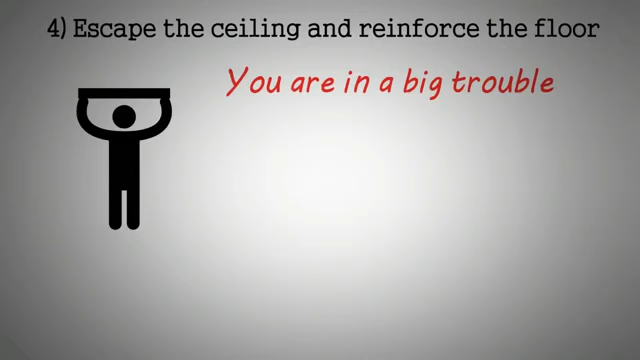 4) Escape the ceiling and reinforce the floor
You are in a big trouble